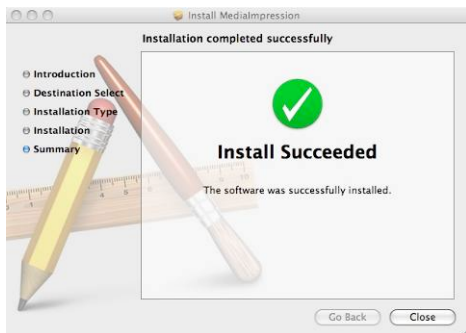 Install MediaImpression
Installation completed successfully
Introduction
Destination Select
Installation Type
Installation
Summary
Install Succeeded
The software was successfully installed.
Go Back
Close